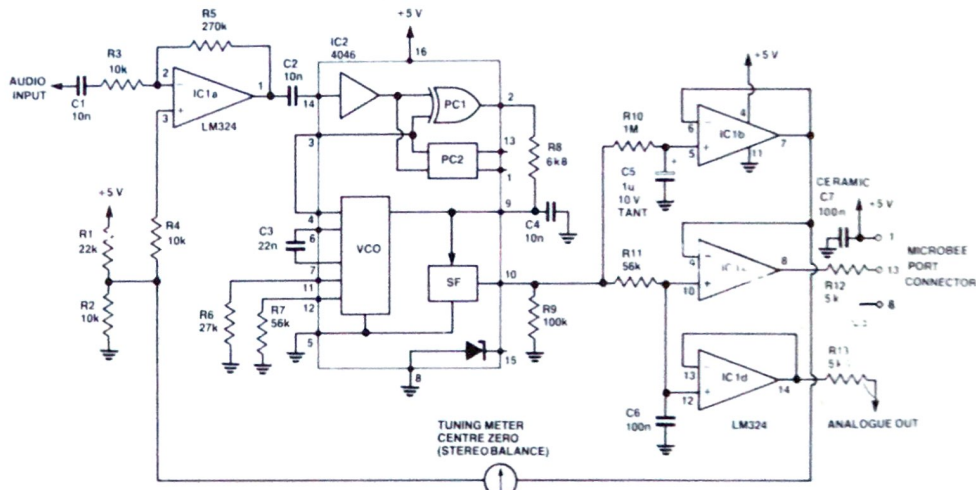 +5 V
R5
270k
IC2
4046
16
R3
10k
C2
10n
AUDIO
INPUT
C1
10n
2
IC1a
1
3
LM324
14
PC1
2
3
13
PC2
1
R8
6k8
+5 V
R10
1M
6
4
IC1b
5
11
7
C5
1u
10 V
TANT
CERAMIC
C7
100n
+5 V
1
MICROBEE
PORT
CONNECTOR
13
8
+5 V
R1
22k
R4
10k
R2
10k
C3
22n
4
6
VCO
7
11
12
5
9
C4
10n
SF
10
R6
27k
R7
56k
R9
100k
15
8
R11
56k
9
10
8
R12
5k
13
IC1d
12
14
5k
C6
100n
LM324
ANALOGUE OUT
TUNING METER
CENTRE ZERO
(STEREO BALANCE)